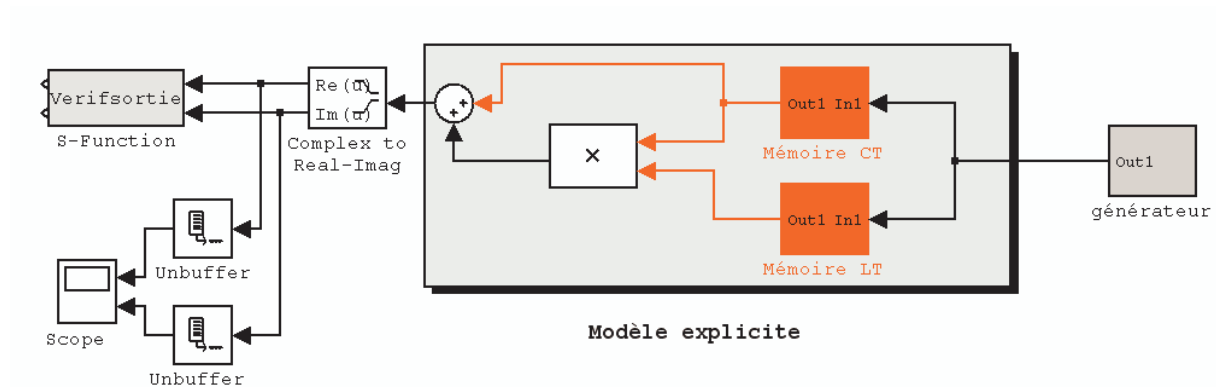 Verifsortie
S-Function
Re(u)
Im(u)
Complex to
Real-Imag
+
+
×
Out1 In1
Mémoire CT
Out1 In1
Mémoire LT
Out1
générateur
Unbuffer
Scope
Unbuffer
Modèle explicite